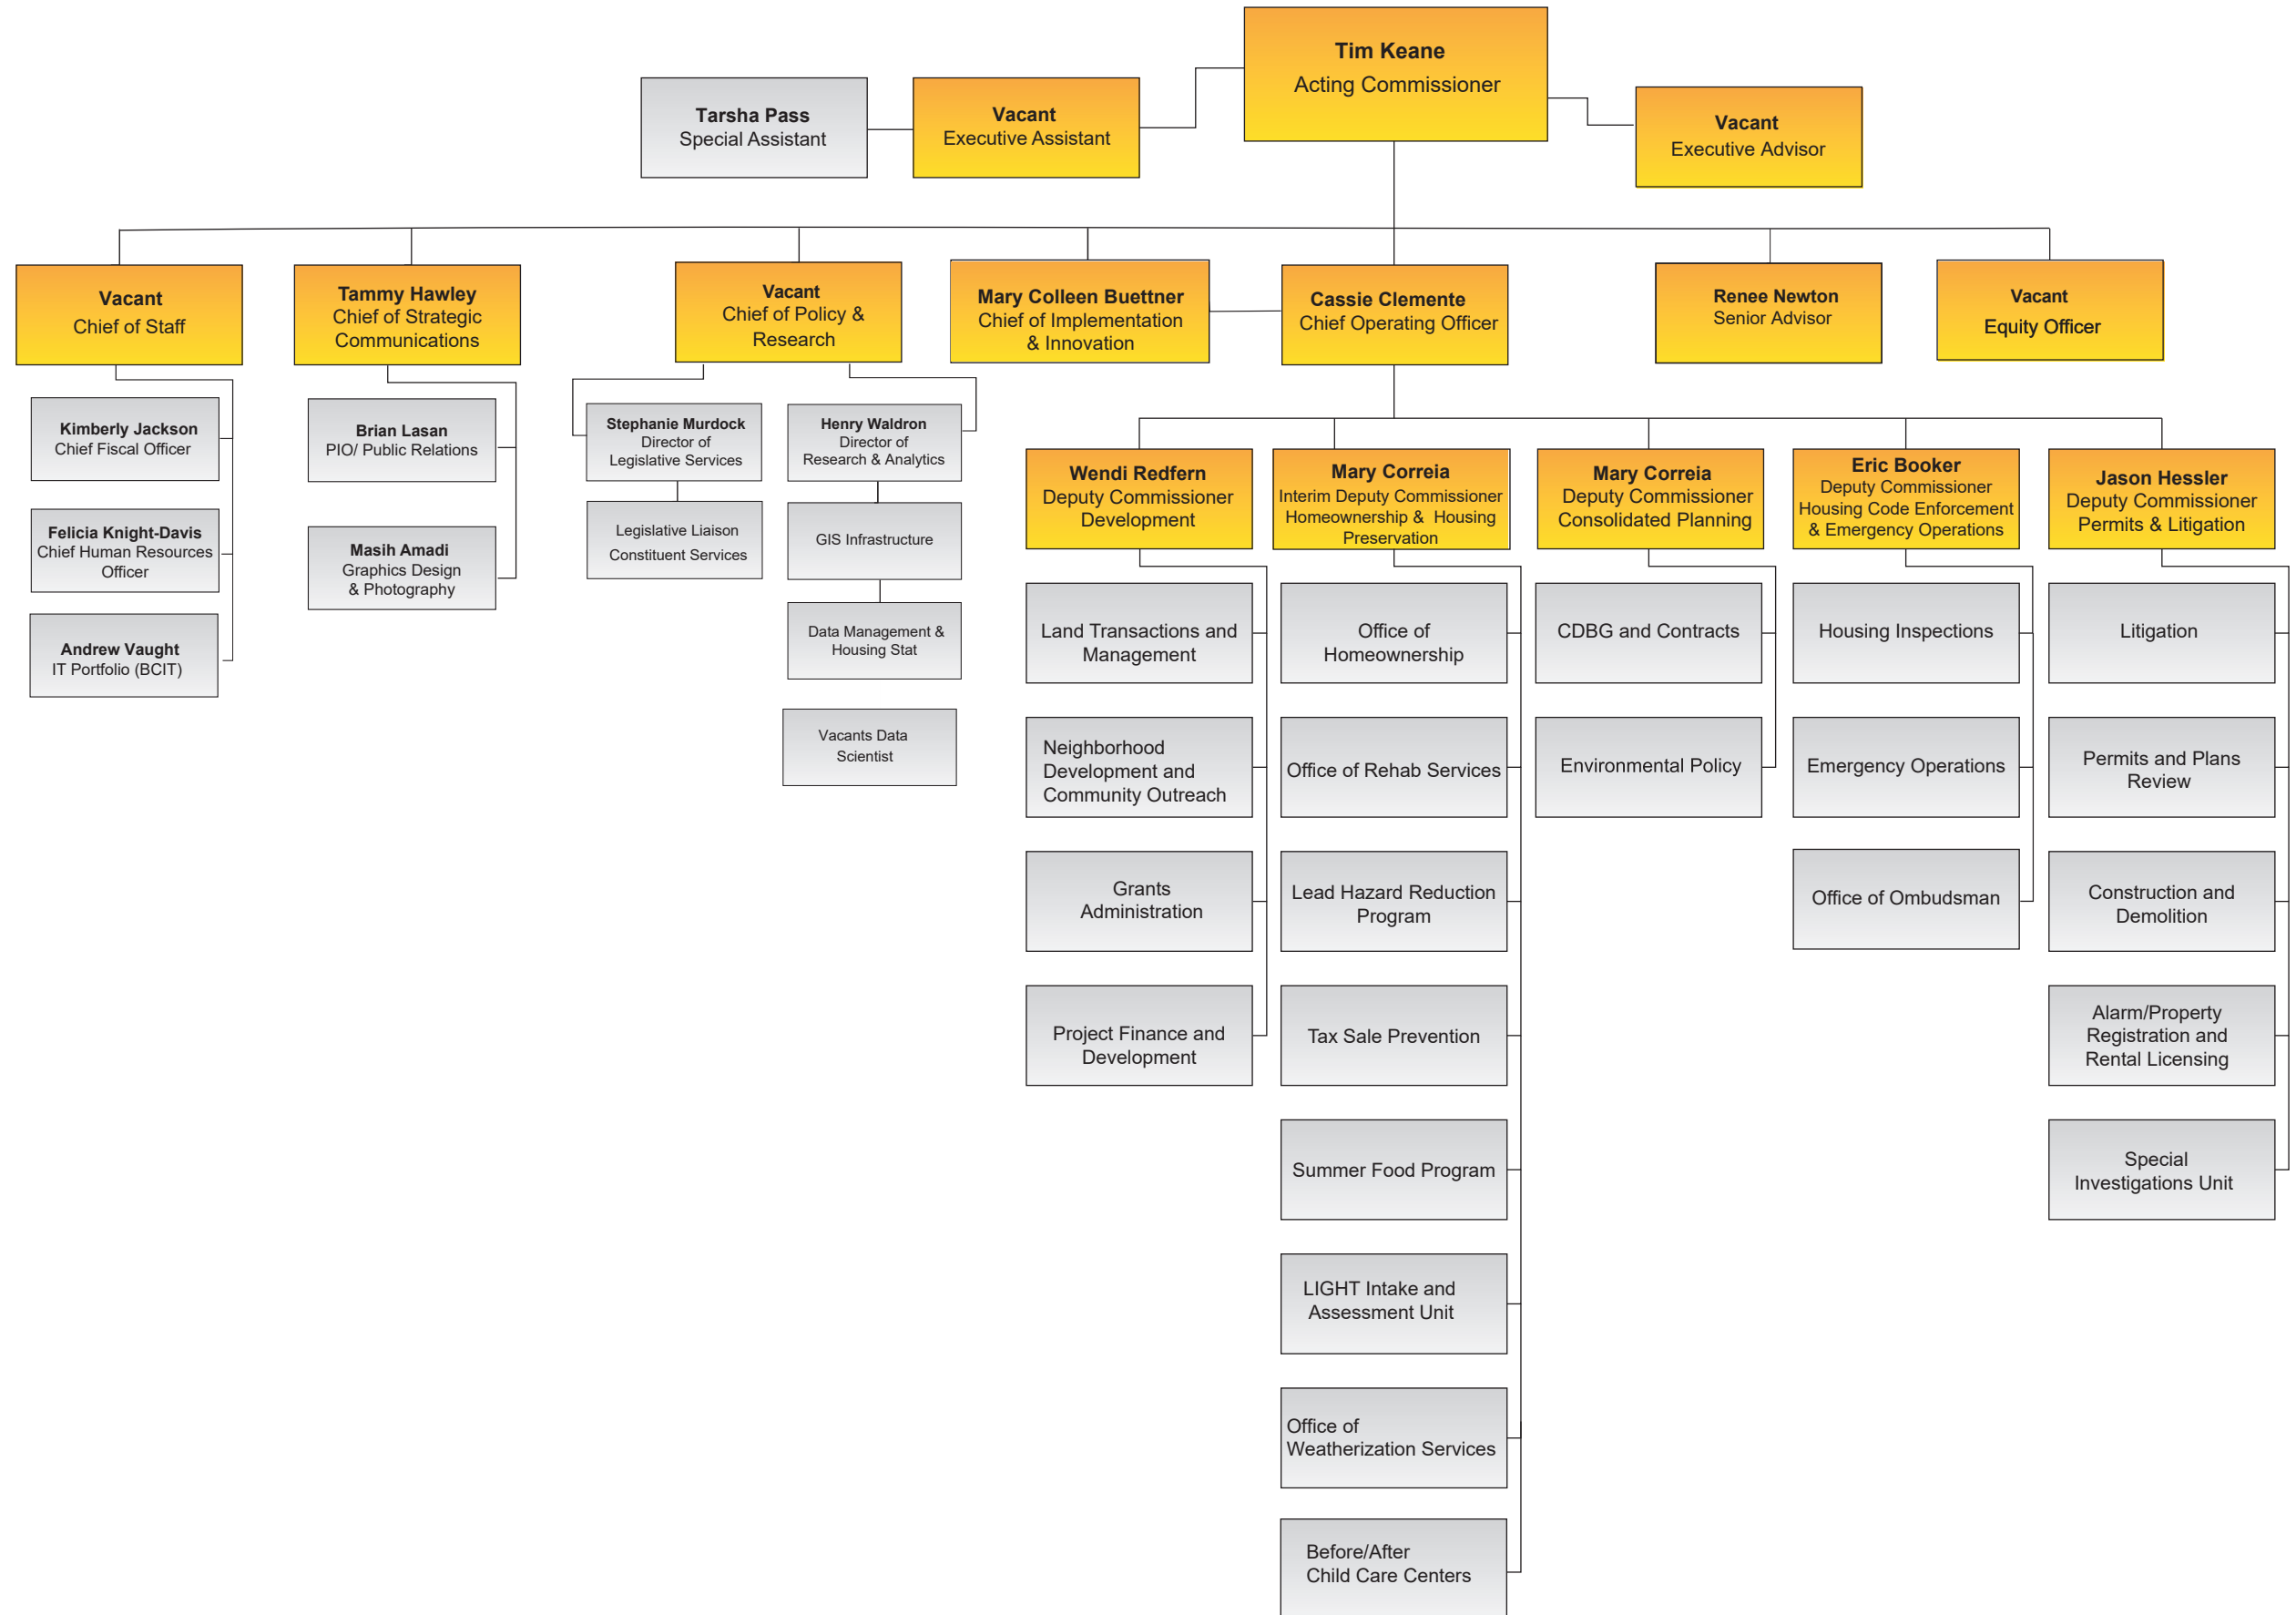 Tim Keane
Acting Commissioner
Tarsha Pass
Special Assistant
Vacant
Executive Assistant
Vacant
Executive Advisor
Vacant
Chief of Staff
Tammy Hawley
Chief of Strategic
Communications
Vacant
Chief of Policy &
Research
Mary Colleen Buettner
Chief of Implementation
& Innovation
Cassie Clemente
Chief Operating Officer
Renee Newton
Senior Advisor
Vacant
Equity Officer
Kimberly Jackson
Chief Fiscal Officer
Felicia Knight-Davis
Chief Human Resources
Officer
Andrew Vaught
IT Portfolio (BCIT)
Brian Lasan
PIO/ Public Relations
Masih Amadi
Graphics Design
& Photography
Stephanie Murdock
Director of
Legislative Services
Legislative Liaison
Constituent Services
Henry Waldron
Director of
Research & Analytics
GIS Infrastructure
Data Management &
Housing Stat
Vacants Data
Scientist
Wendi Redfern
Deputy Commissioner
Development
Land Transactions and
Management
Neighborhood
Development and
Community Outreach
Grants
Administration
Project Finance and
Development
Mary Correia
Interim Deputy Commissioner
Homeownership & Housing
Preservation
Office of
Homeownership
Office of Rehab Services
Lead Hazard Reduction
Program
Tax Sale Prevention
Summer Food Program
LIGHT Intake and
Assessment Unit
Office of
Weatherization Services
Before/After
Child Care Centers
Mary Correia
Deputy Commissioner
Consolidated Planning
CDBG and Contracts
Environmental Policy
Eric Booker
Deputy Commissioner
Housing Code Enforcement
& Emergency Operations
Housing Inspections
Emergency Operations
Office of Ombudsman
Jason Hessler
Deputy Commissioner
Permits & Litigation
Litigation
Permits and Plans
Review
Construction and
Demolition
Alarm/Property
Registration and
Rental Licensing
Special
Investigations Unit